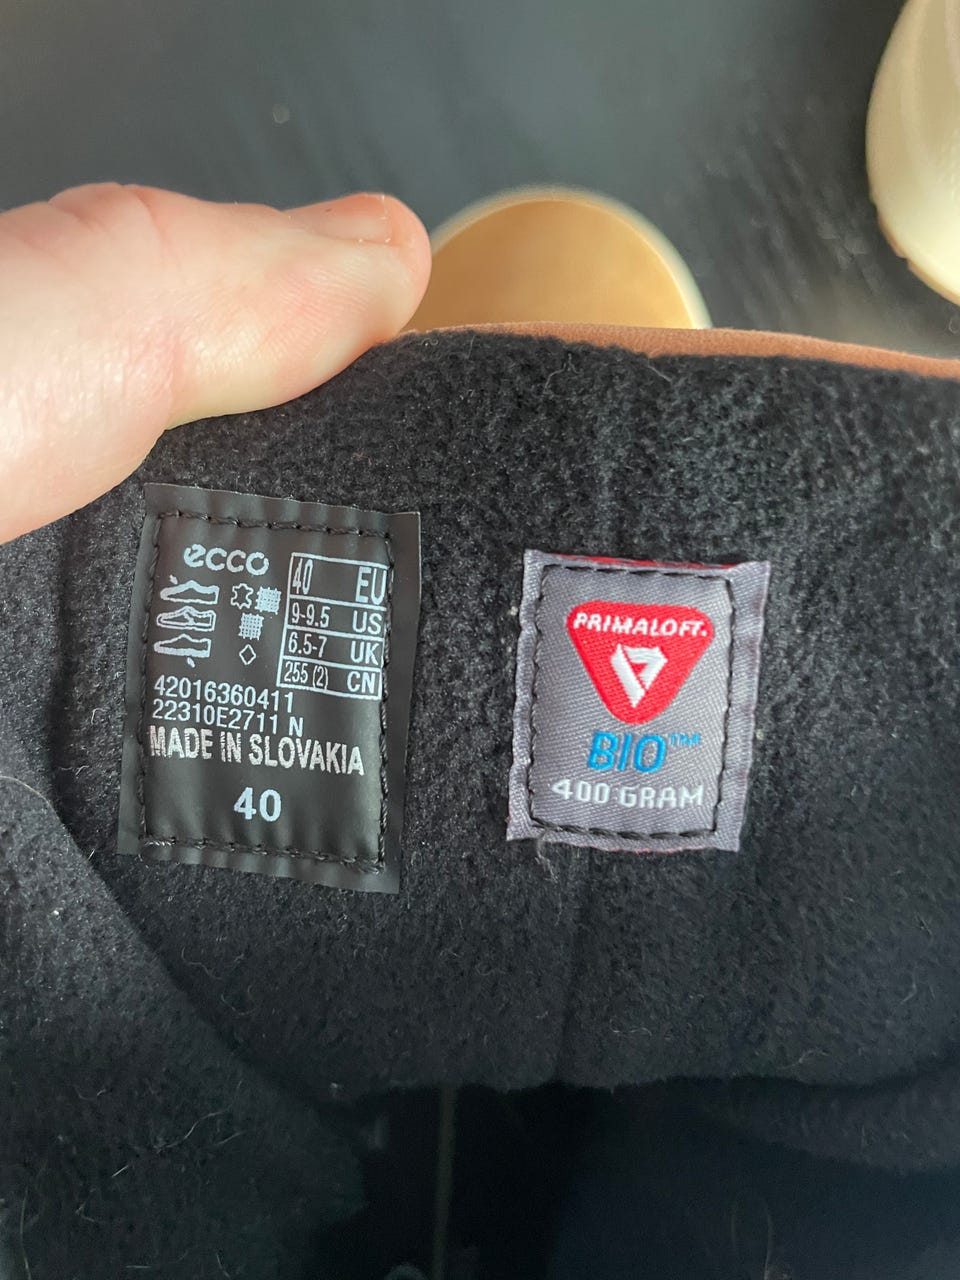 ecco
40 EU
9-9.5 US
6.5-7 UK
255 (2) CN
42016360411
22310E2711 N
MADE IN SLOVAKIA
40
PRIMALOFT.
BIO™
400 GRAM